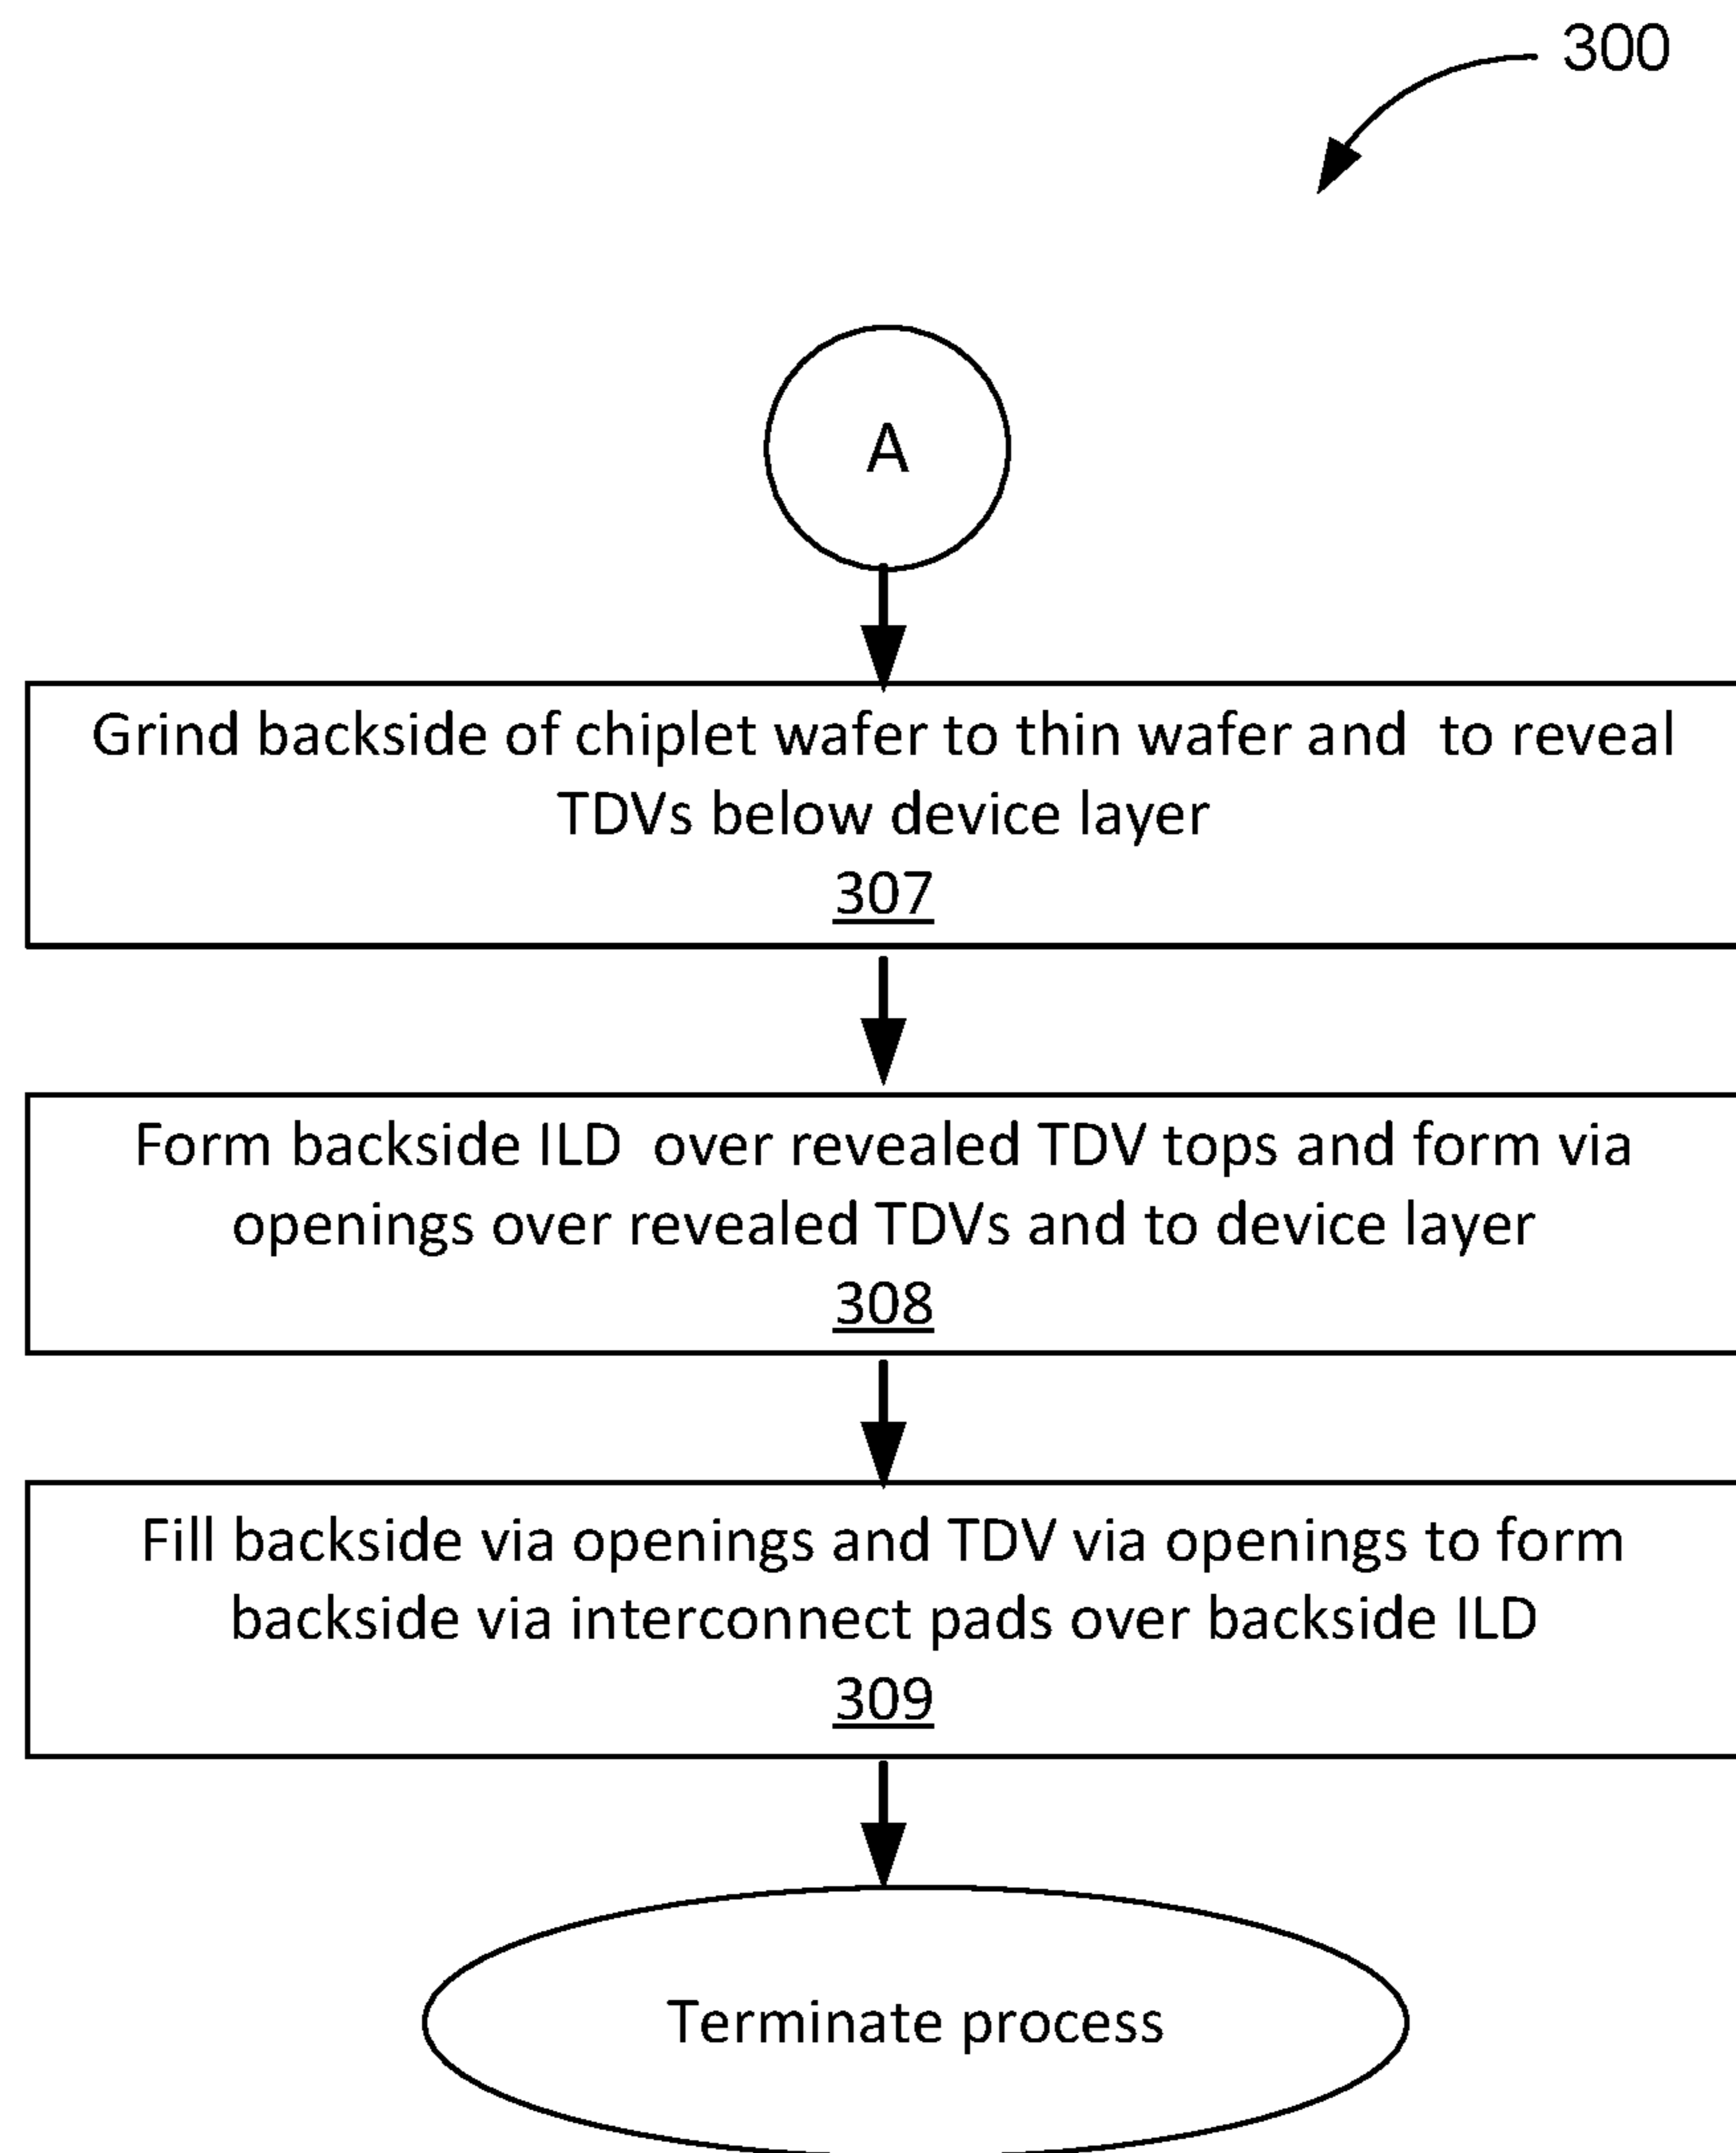 300
A
Grind backside of chiplet wafer to thin wafer and  to reveal
TDVs below device layer
307
Form backside ILD  over revealed TDV tops and form via
openings over revealed TDVs and to device layer
308
Fill backside via openings and TDV via openings to form
backside via interconnect pads over backside ILD
309
Terminate process